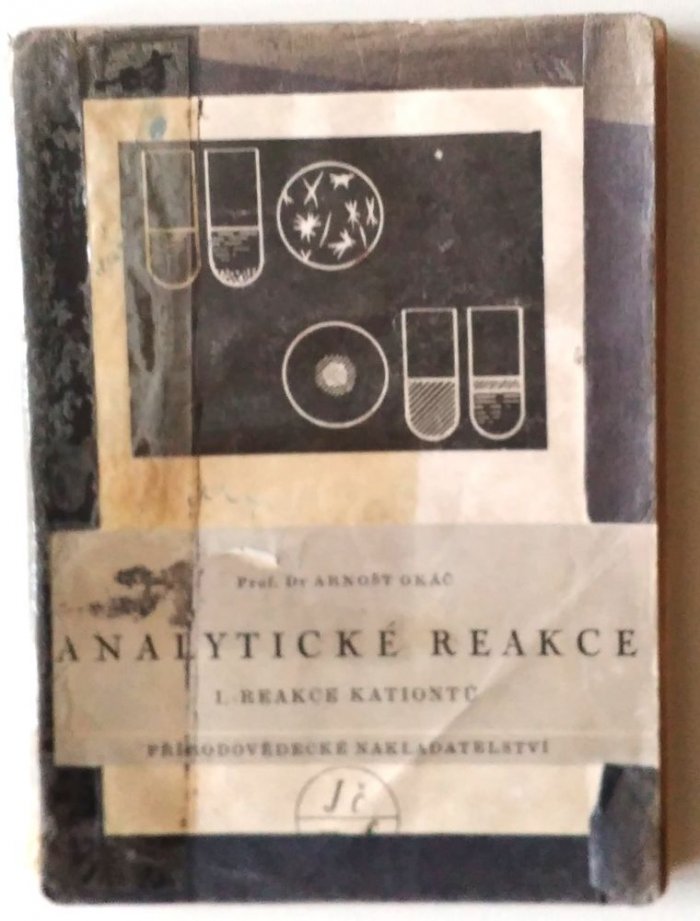 Prof. Dr ARNOŠT OKÁČ
ANALYTICKÉ REAKCE
I. REAKCE KATIONTŮ
PŘÍRODOVĚDECKÉ NAKLADATELSTVÍ
Jč